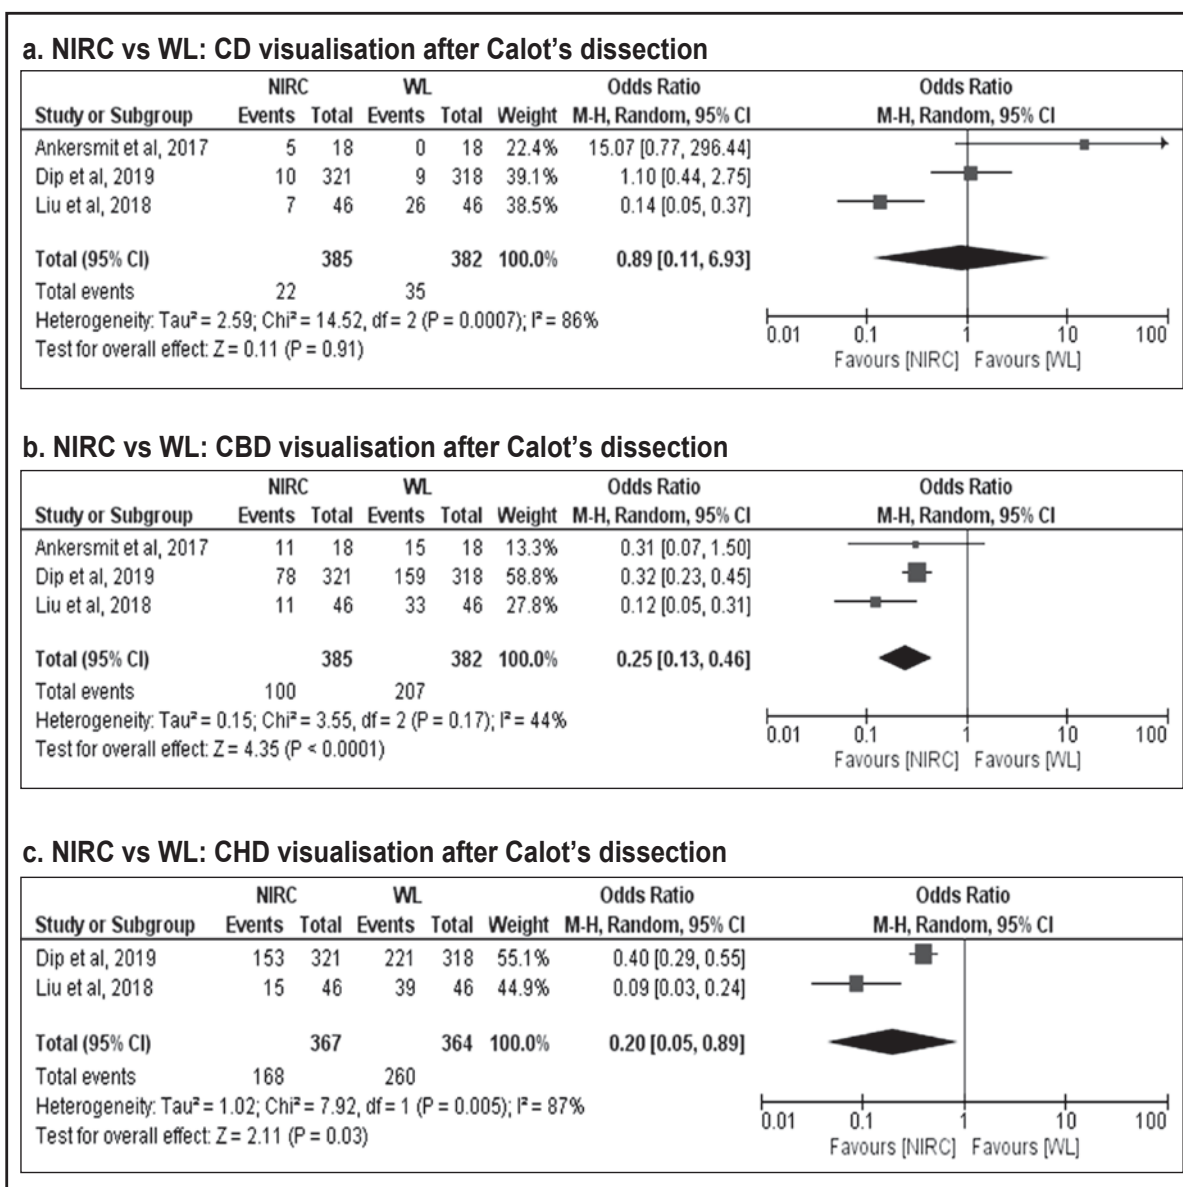 a. NIRC vs WL: CD visualisation after Calot's dissection
NIRC WL Odds Ratio Odds Ratio
Study or Subgroup Events Total Events Total Weight M-H, Random, 95% CI M-H, Random, 95% CI
Ankersmit et al, 2017 5 18 0 18 22.4% 15.07 [0.77, 296.44]
Dip et al, 2019 10 321 9 318 39.1% 1.10 [0.44, 2.75]
Liu et al, 2018 7 46 26 46 38.5% 0.14 [0.05, 0.37]
Total (95% CI) 385 382 100.0% 0.89 [0.11, 6.93]
Total events 22 35
Heterogeneity: Tau² = 2.59; Chi² = 14.52, df = 2 (P = 0.0007); I² = 86%
Test for overall effect: Z = 0.11 (P = 0.91)
0.01 0.1 1 10 100
Favours [NIRC] Favours [WL]
b. NIRC vs WL: CBD visualisation after Calot's dissection
NIRC WL Odds Ratio Odds Ratio
Study or Subgroup Events Total Events Total Weight M-H, Random, 95% CI M-H, Random, 95% CI
Ankersmit et al, 2017 11 18 15 18 13.3% 0.31 [0.07, 1.50]
Dip et al, 2019 78 321 159 318 58.8% 0.32 [0.23, 0.45]
Liu et al, 2018 11 46 33 46 27.8% 0.12 [0.05, 0.31]
Total (95% CI) 385 382 100.0% 0.25 [0.13, 0.46]
Total events 100 207
Heterogeneity: Tau² = 0.15; Chi² = 3.55, df = 2 (P = 0.17); I² = 44%
Test for overall effect: Z = 4.35 (P < 0.0001)
0.01 0.1 1 10 100
Favours [NIRC] Favours [WL]
c. NIRC vs WL: CHD visualisation after Calot's dissection
NIRC WL Odds Ratio Odds Ratio
Study or Subgroup Events Total Events Total Weight M-H, Random, 95% CI M-H, Random, 95% CI
Dip et al, 2019 153 321 221 318 55.1% 0.40 [0.29, 0.55]
Liu et al, 2018 15 46 39 46 44.9% 0.09 [0.03, 0.24]
Total (95% CI) 367 364 100.0% 0.20 [0.05, 0.89]
Total events 168 260
Heterogeneity: Tau² = 1.02; Chi² = 7.92, df = 1 (P = 0.005); I² = 87%
Test for overall effect: Z = 2.11 (P = 0.03)
0.01 0.1 1 10 100
Favours [NIRC] Favours [WL]